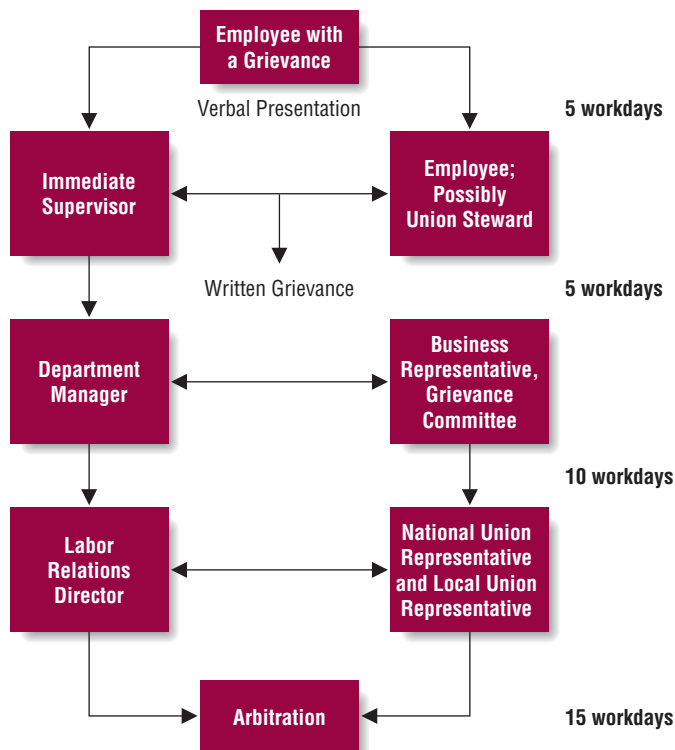 Employee with
a Grievance
Verbal Presentation
5 workdays
Immediate
Supervisor
Employee;
Possibly
Union Steward
Written Grievance
5 workdays
Department
Manager
Business
Representative,
Grievance
Committee
10 workdays
Labor
Relations
Director
National Union
Representative
and Local Union
Representative
Arbitration
15 workdays